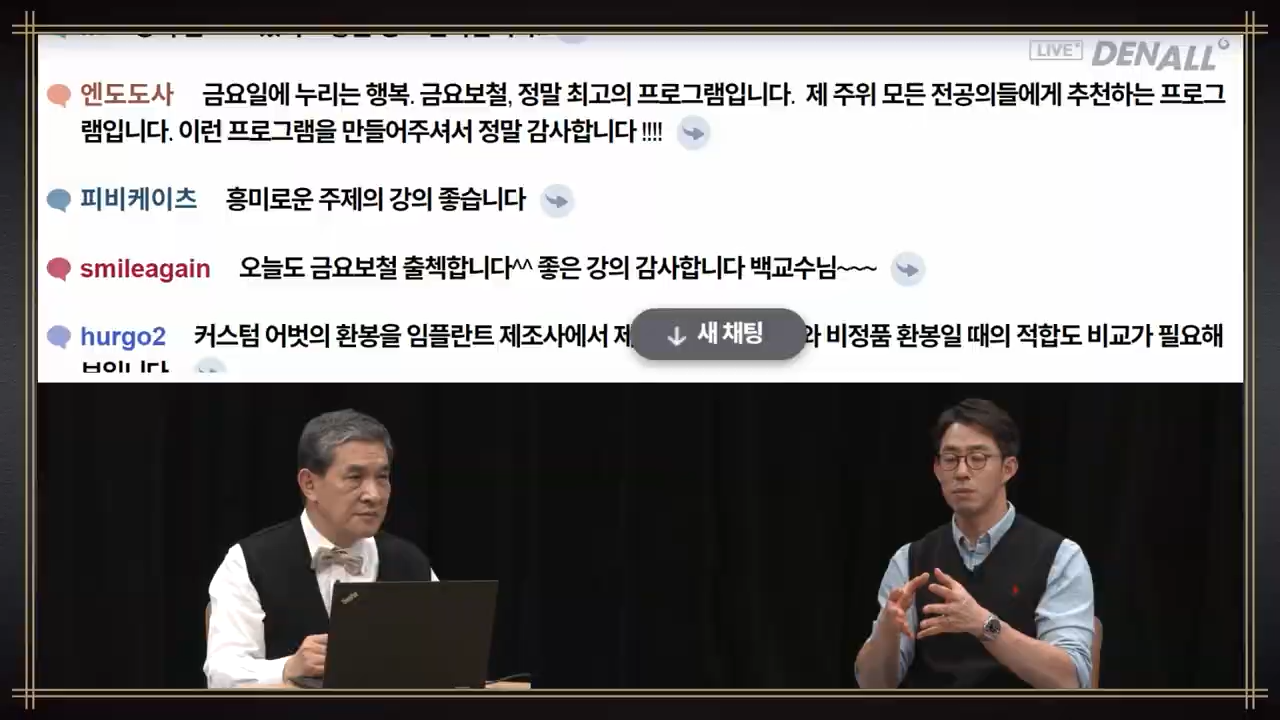 LIVE DENALL
엔도도사 금요일에 누리는 행복. 금요보철, 정말 최고의 프로그램입니다. 제 주위 모든 전공의들에게 추천하는 프로그
램입니다. 이런 프로그램을 만들어주셔서 정말 감사합니다 !!!!
피비케이츠 흥미로운 주제의 강의 좋습니다
smileagain 오늘도 금요보철 출첵합니다^^ 좋은 강의 감사합니다 백교수님~~~
hurgo2 커스텀 어벗의 환봉을 임플란트 제조사에서 비정품 환봉일 때의 적합도 비교가 필요해
↓ 새 채팅
보입니다
ThinkPad